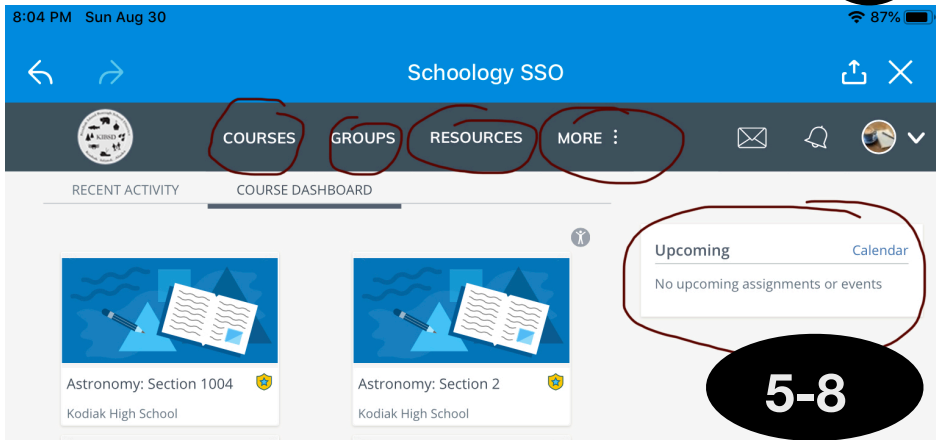 8:04 PM Sun Aug 30 87%
Schoology SSO
KIBSD
COURSES GROUPS RESOURCES MORE
RECENT ACTIVITY COURSE DASHBOARD
Upcoming Calendar
No upcoming assignments or events
Astronomy: Section 1004
Kodiak High School
Astronomy: Section 2
Kodiak High School
5-8